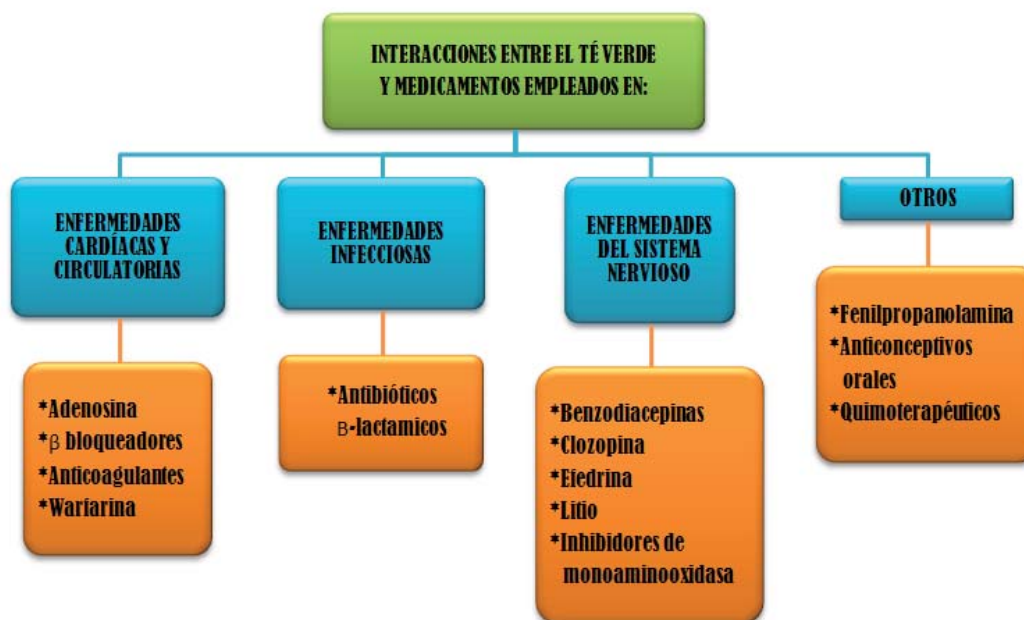 INTERACCIONES ENTRE EL TÉ VERDE
Y MEDICAMENTOS EMPLEADOS EN:
ENFERMEDADES
CARDÍACAS Y
CIRCULATORIAS
*Adenosina
*β bloqueadores
*Anticoagulantes
*Warfarina
ENFERMEDADES
INFECCIOSAS
*Antibióticos
B-lactamicos
ENFERMEDADES
DEL SISTEMA
NERVIOSO
*Benzodiacepinas
*Clozopina
*Efedrina
*Litio
*Inhibidores de
monoaminooxidasa
OTROS
*Fenilpropanolamina
*Anticonceptivos
orales
*Quimoterapéuticos